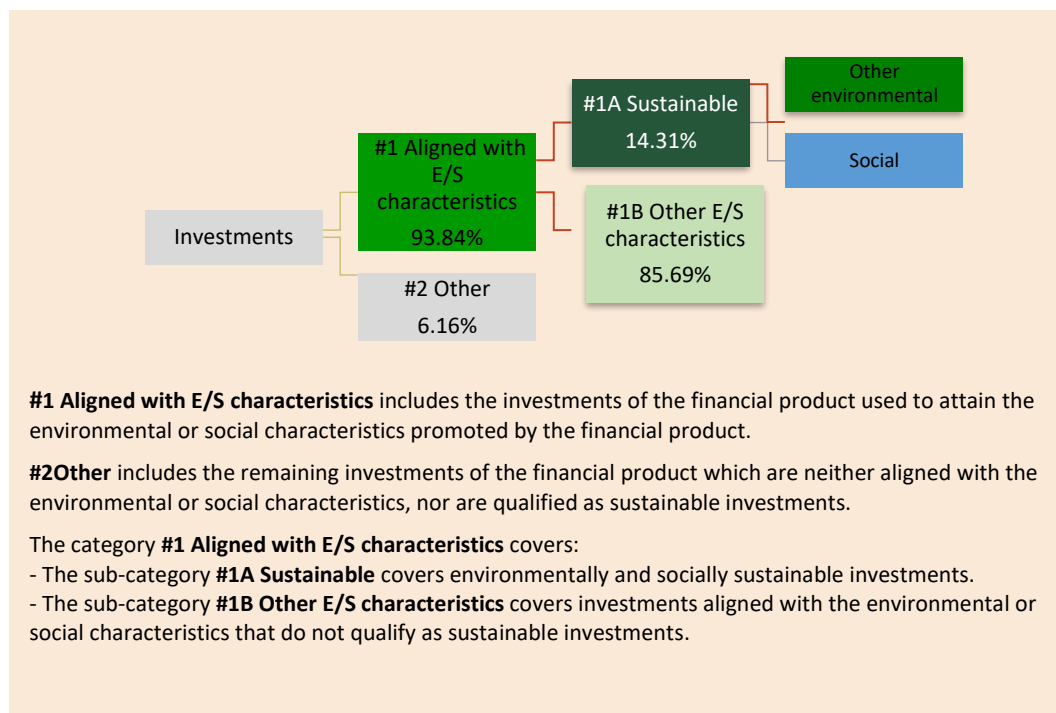 Other
environmental
#1A Sustainable
14.31%
Social
#1 Aligned with
E/S
characteristics
93.84%
#1B Other E/S
characteristics
85.69%
Investments
#2 Other
6.16%
#1 Aligned with E/S characteristics includes the investments of the financial product used to attain the
environmental or social characteristics promoted by the financial product.
#2Other includes the remaining investments of the financial product which are neither aligned with the
environmental or social characteristics, nor are qualified as sustainable investments.
The category #1 Aligned with E/S characteristics covers:
- The sub-category #1A Sustainable covers environmentally and socially sustainable investments.
- The sub-category #1B Other E/S characteristics covers investments aligned with the environmental or
social characteristics that do not qualify as sustainable investments.